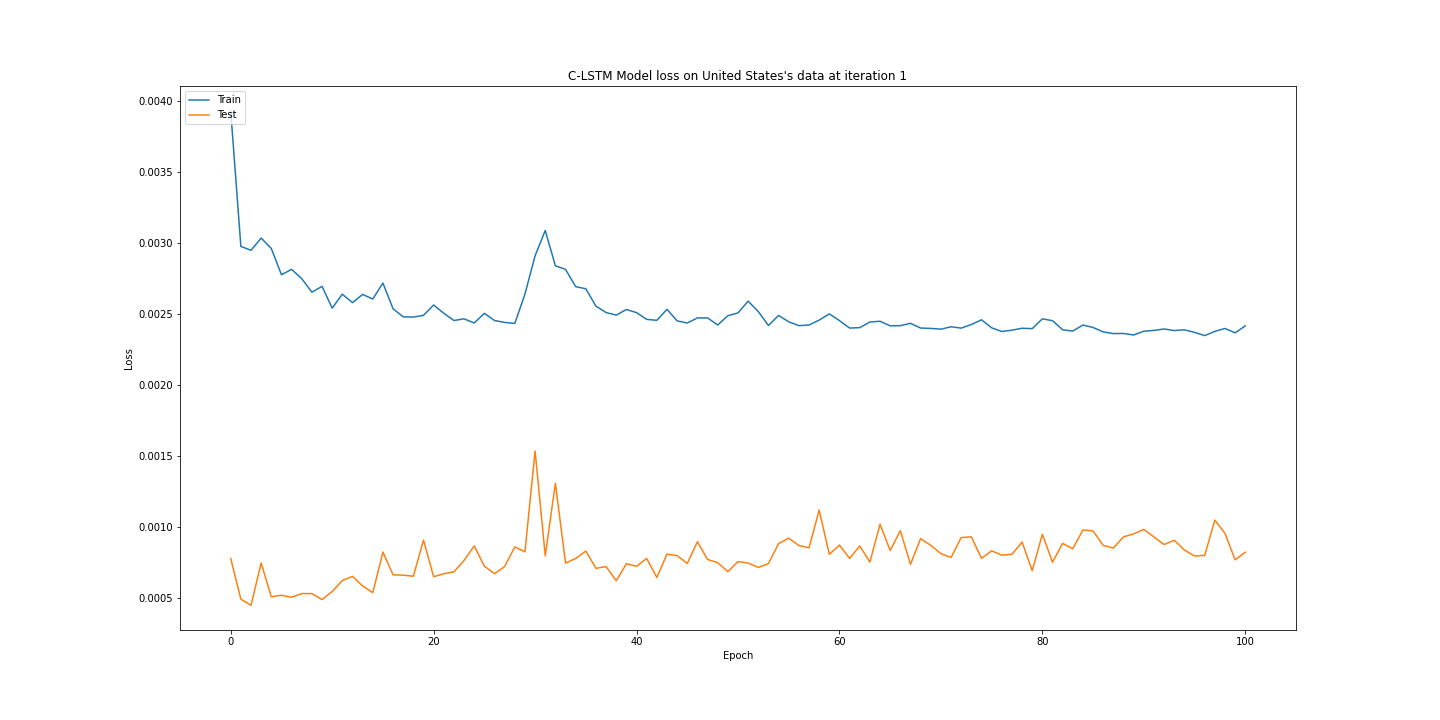 C-LSTM Model loss on United States's data at iteration 1
Train
Test
0.0040
0.0035
0.0030
0.0025
0.0020
0.0015
0.0010
0.0005
Loss
0 20 40 60 80 100
Epoch